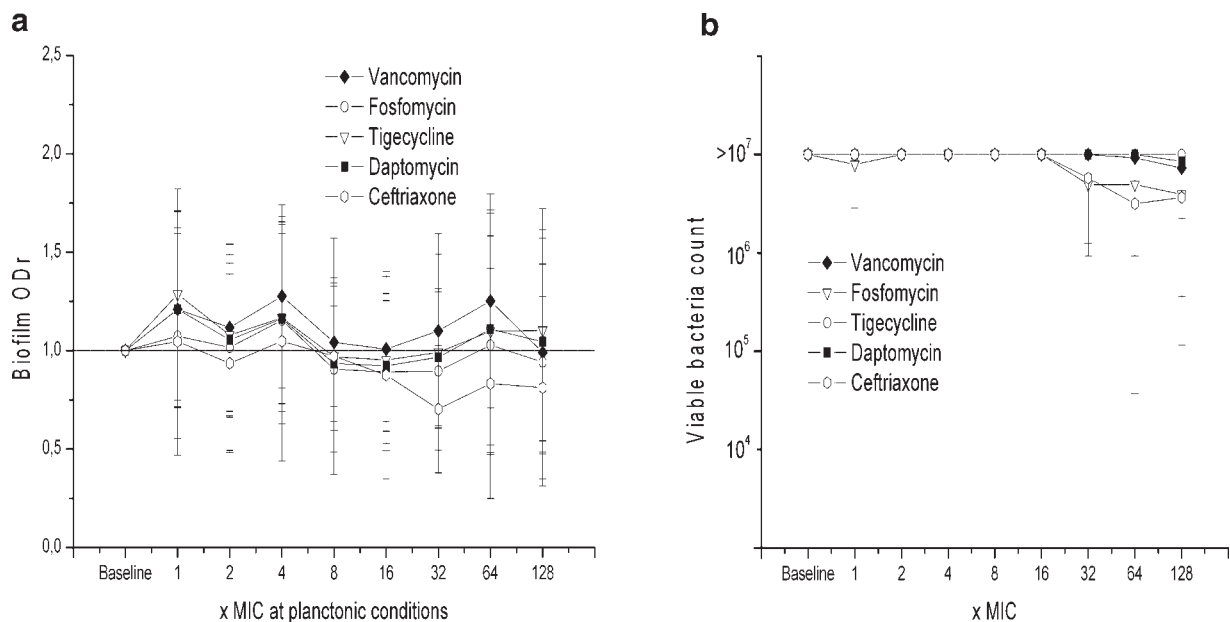 a
2,5
2,0
1,5
1,0
0,5
0,0
Biofilm ODr
Vancomycin
Fosfomycin
Tigecycline
Daptomycin
Ceftriaxone
Baseline 1 2 4 8 16 32 64 128
x MIC at planctonic conditions
b
>10⁷
10⁶
10⁵
10⁴
Viable bacteria count
Vancomycin
Fosfomycin
Tigecycline
Daptomycin
Ceftriaxone
Baseline 1 2 4 8 16 32 64 128
x MIC